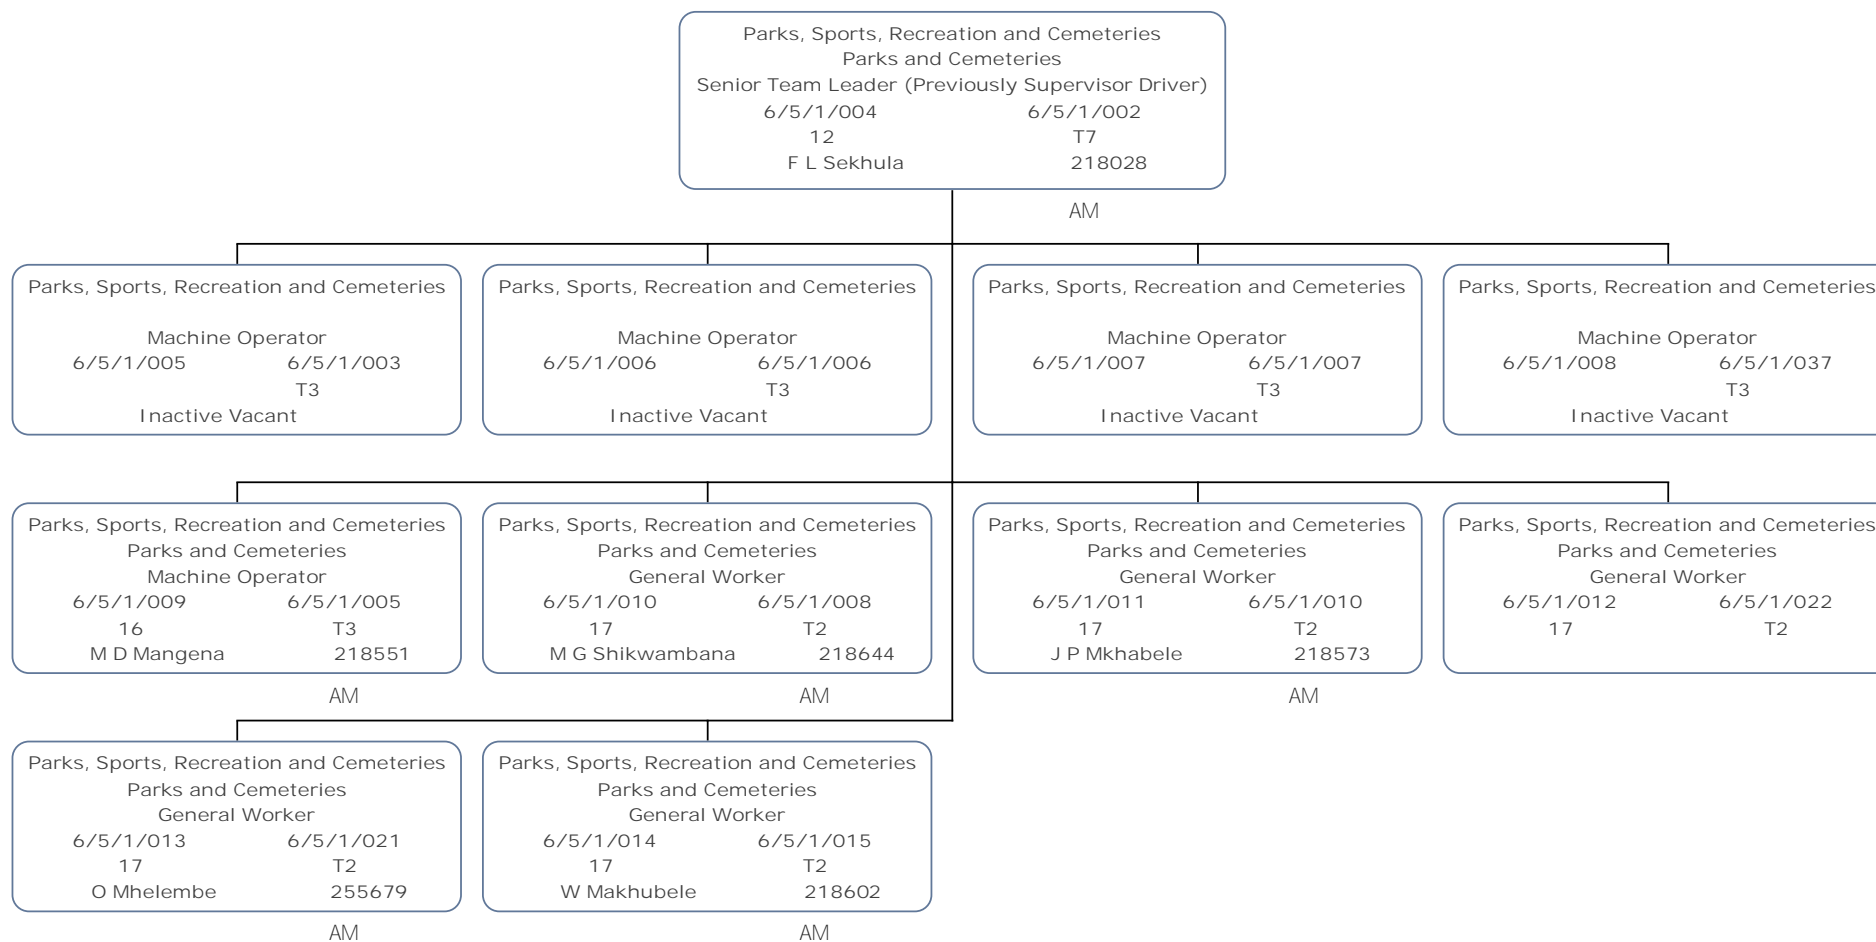 Parks, Sports, Recreation and Cemeteries
Parks and Cemeteries
Senior Team Leader (Previously Supervisor Driver)
6/5/1/004 6/5/1/002
12 T7
F L Sekhula 218028
AM
Parks, Sports, Recreation and Cemeteries
Machine Operator
6/5/1/005 6/5/1/003
T3
Inactive Vacant
Parks, Sports, Recreation and Cemeteries
Machine Operator
6/5/1/006 6/5/1/006
T3
Inactive Vacant
Parks, Sports, Recreation and Cemeteries
Machine Operator
6/5/1/007 6/5/1/007
T3
Inactive Vacant
Parks, Sports, Recreation and Cemeteries
Machine Operator
6/5/1/008 6/5/1/037
T3
Inactive Vacant
Parks, Sports, Recreation and Cemeteries
Parks and Cemeteries
Machine Operator
6/5/1/009 6/5/1/005
16 T3
M D Mangena 218551
AM
Parks, Sports, Recreation and Cemeteries
Parks and Cemeteries
General Worker
6/5/1/010 6/5/1/008
17 T2
M G Shikwambana 218644
AM
Parks, Sports, Recreation and Cemeteries
Parks and Cemeteries
General Worker
6/5/1/011 6/5/1/010
17 T2
J P Mkhabele 218573
AM
Parks, Sports, Recreation and Cemeteries
Parks and Cemeteries
General Worker
6/5/1/012 6/5/1/022
17 T2
Parks, Sports, Recreation and Cemeteries
Parks and Cemeteries
General Worker
6/5/1/013 6/5/1/021
17 T2
O Mhelembe 255679
AM
Parks, Sports, Recreation and Cemeteries
Parks and Cemeteries
General Worker
6/5/1/014 6/5/1/015
17 T2
W Makhubele 218602
AM